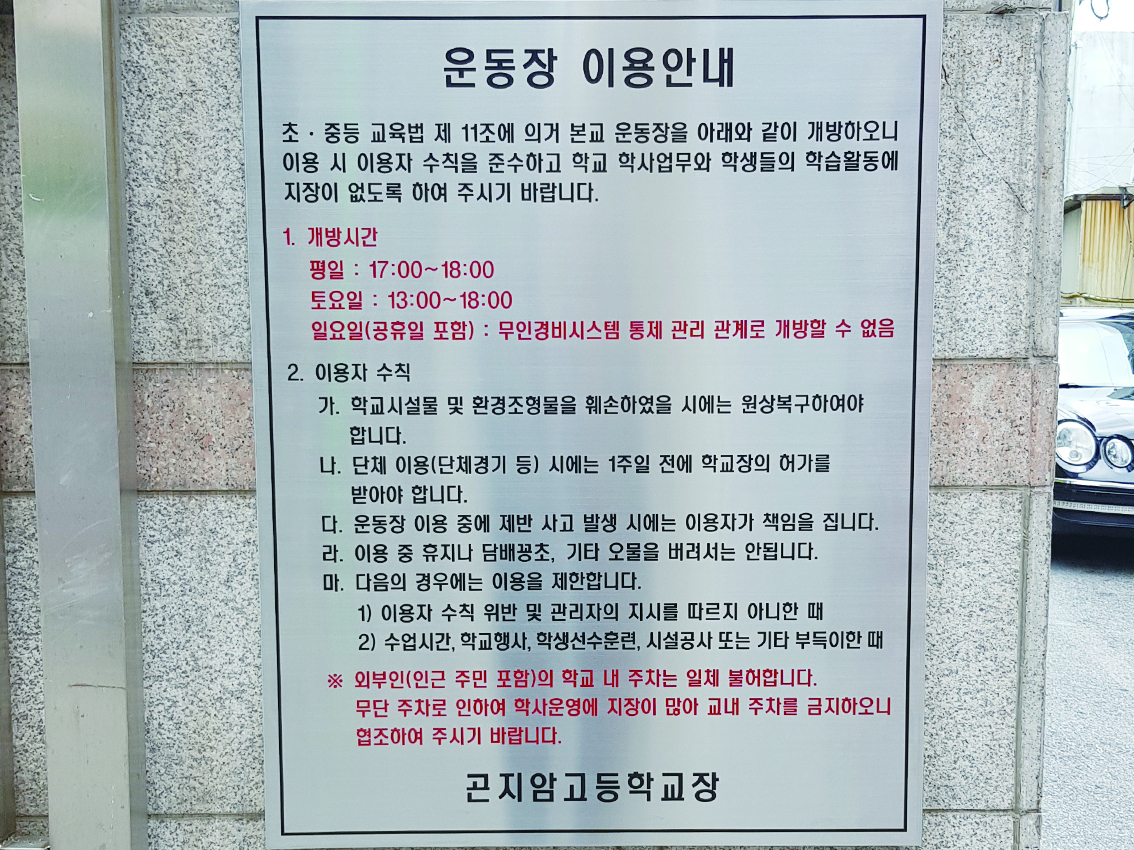 운동장 이용안내
초 · 중등 교육법 제 11조에 의거 본교 운동장을 아래와 같이 개방하오니
이용 시 이용자 수칙을 준수하고 학교 학사업무와 학생들의 학습활동에
지장이 없도록 하여 주시기 바랍니다.
1. 개방시간
평일 : 17:00~18:00
토요일 : 13:00~18:00
일요일(공휴일 포함) : 무인경비시스템 통제 관리 관계로 개방할 수 없음
2. 이용자 수칙
가. 학교시설물 및 환경조형물을 훼손하였을 시에는 원상복구하여야
합니다.
나. 단체 이용(단체경기 등) 시에는 1주일 전에 학교장의 허가를
받아야 합니다.
다. 운동장 이용 중에 제반 사고 발생 시에는 이용자가 책임을 집니다.
라. 이용 중 휴지나 담배꽁초, 기타 오물을 버려서는 안됩니다.
마. 다음의 경우에는 이용을 제한합니다.
1) 이용자 수칙 위반 및 관리자의 지시를 따르지 아니한 때
2) 수업시간, 학교행사, 학생선수훈련, 시설공사 또는 기타 부득이한 때
※ 외부인(인근 주민 포함)의 학교 내 주차는 일체 불허합니다.
무단 주차로 인하여 학사운영에 지장이 많아 교내 주차를 금지하오니
협조하여 주시기 바랍니다.
곤지암고등학교장